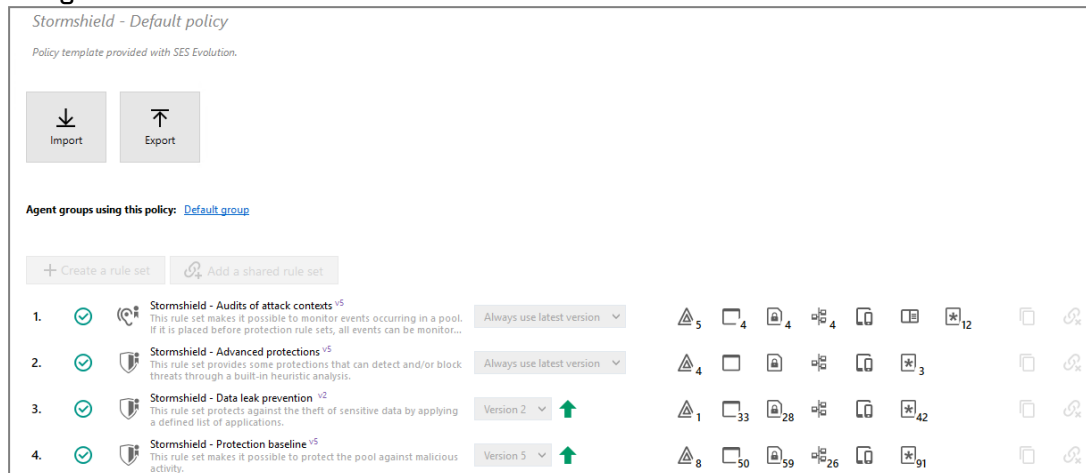 Stormshield - Default policy
Policy template provided with SES Evolution.
Import
Export
Agent groups using this policy: Default group
+ Create a rule set
Add a shared rule set
1. Stormshield - Audits of attack contexts v5
This rule set makes it possible to monitor events occurring in a pool.
If it is placed before protection rule sets, all events can be monitor...
Always use latest version
5 4 4 4 12
2. Stormshield - Advanced protections v5
This rule set provides some protections that can detect and/or block
threats through a built-in heuristic analysis.
Always use latest version
4 3
3. Stormshield - Data leak prevention v2
This rule set protects against the theft of sensitive data by applying
a defined list of applications.
Version 2
1 33 28 42
4. Stormshield - Protection baseline v5
This rule set makes it possible to protect the pool against malicious
activity.
Version 5
8 50 59 26 91